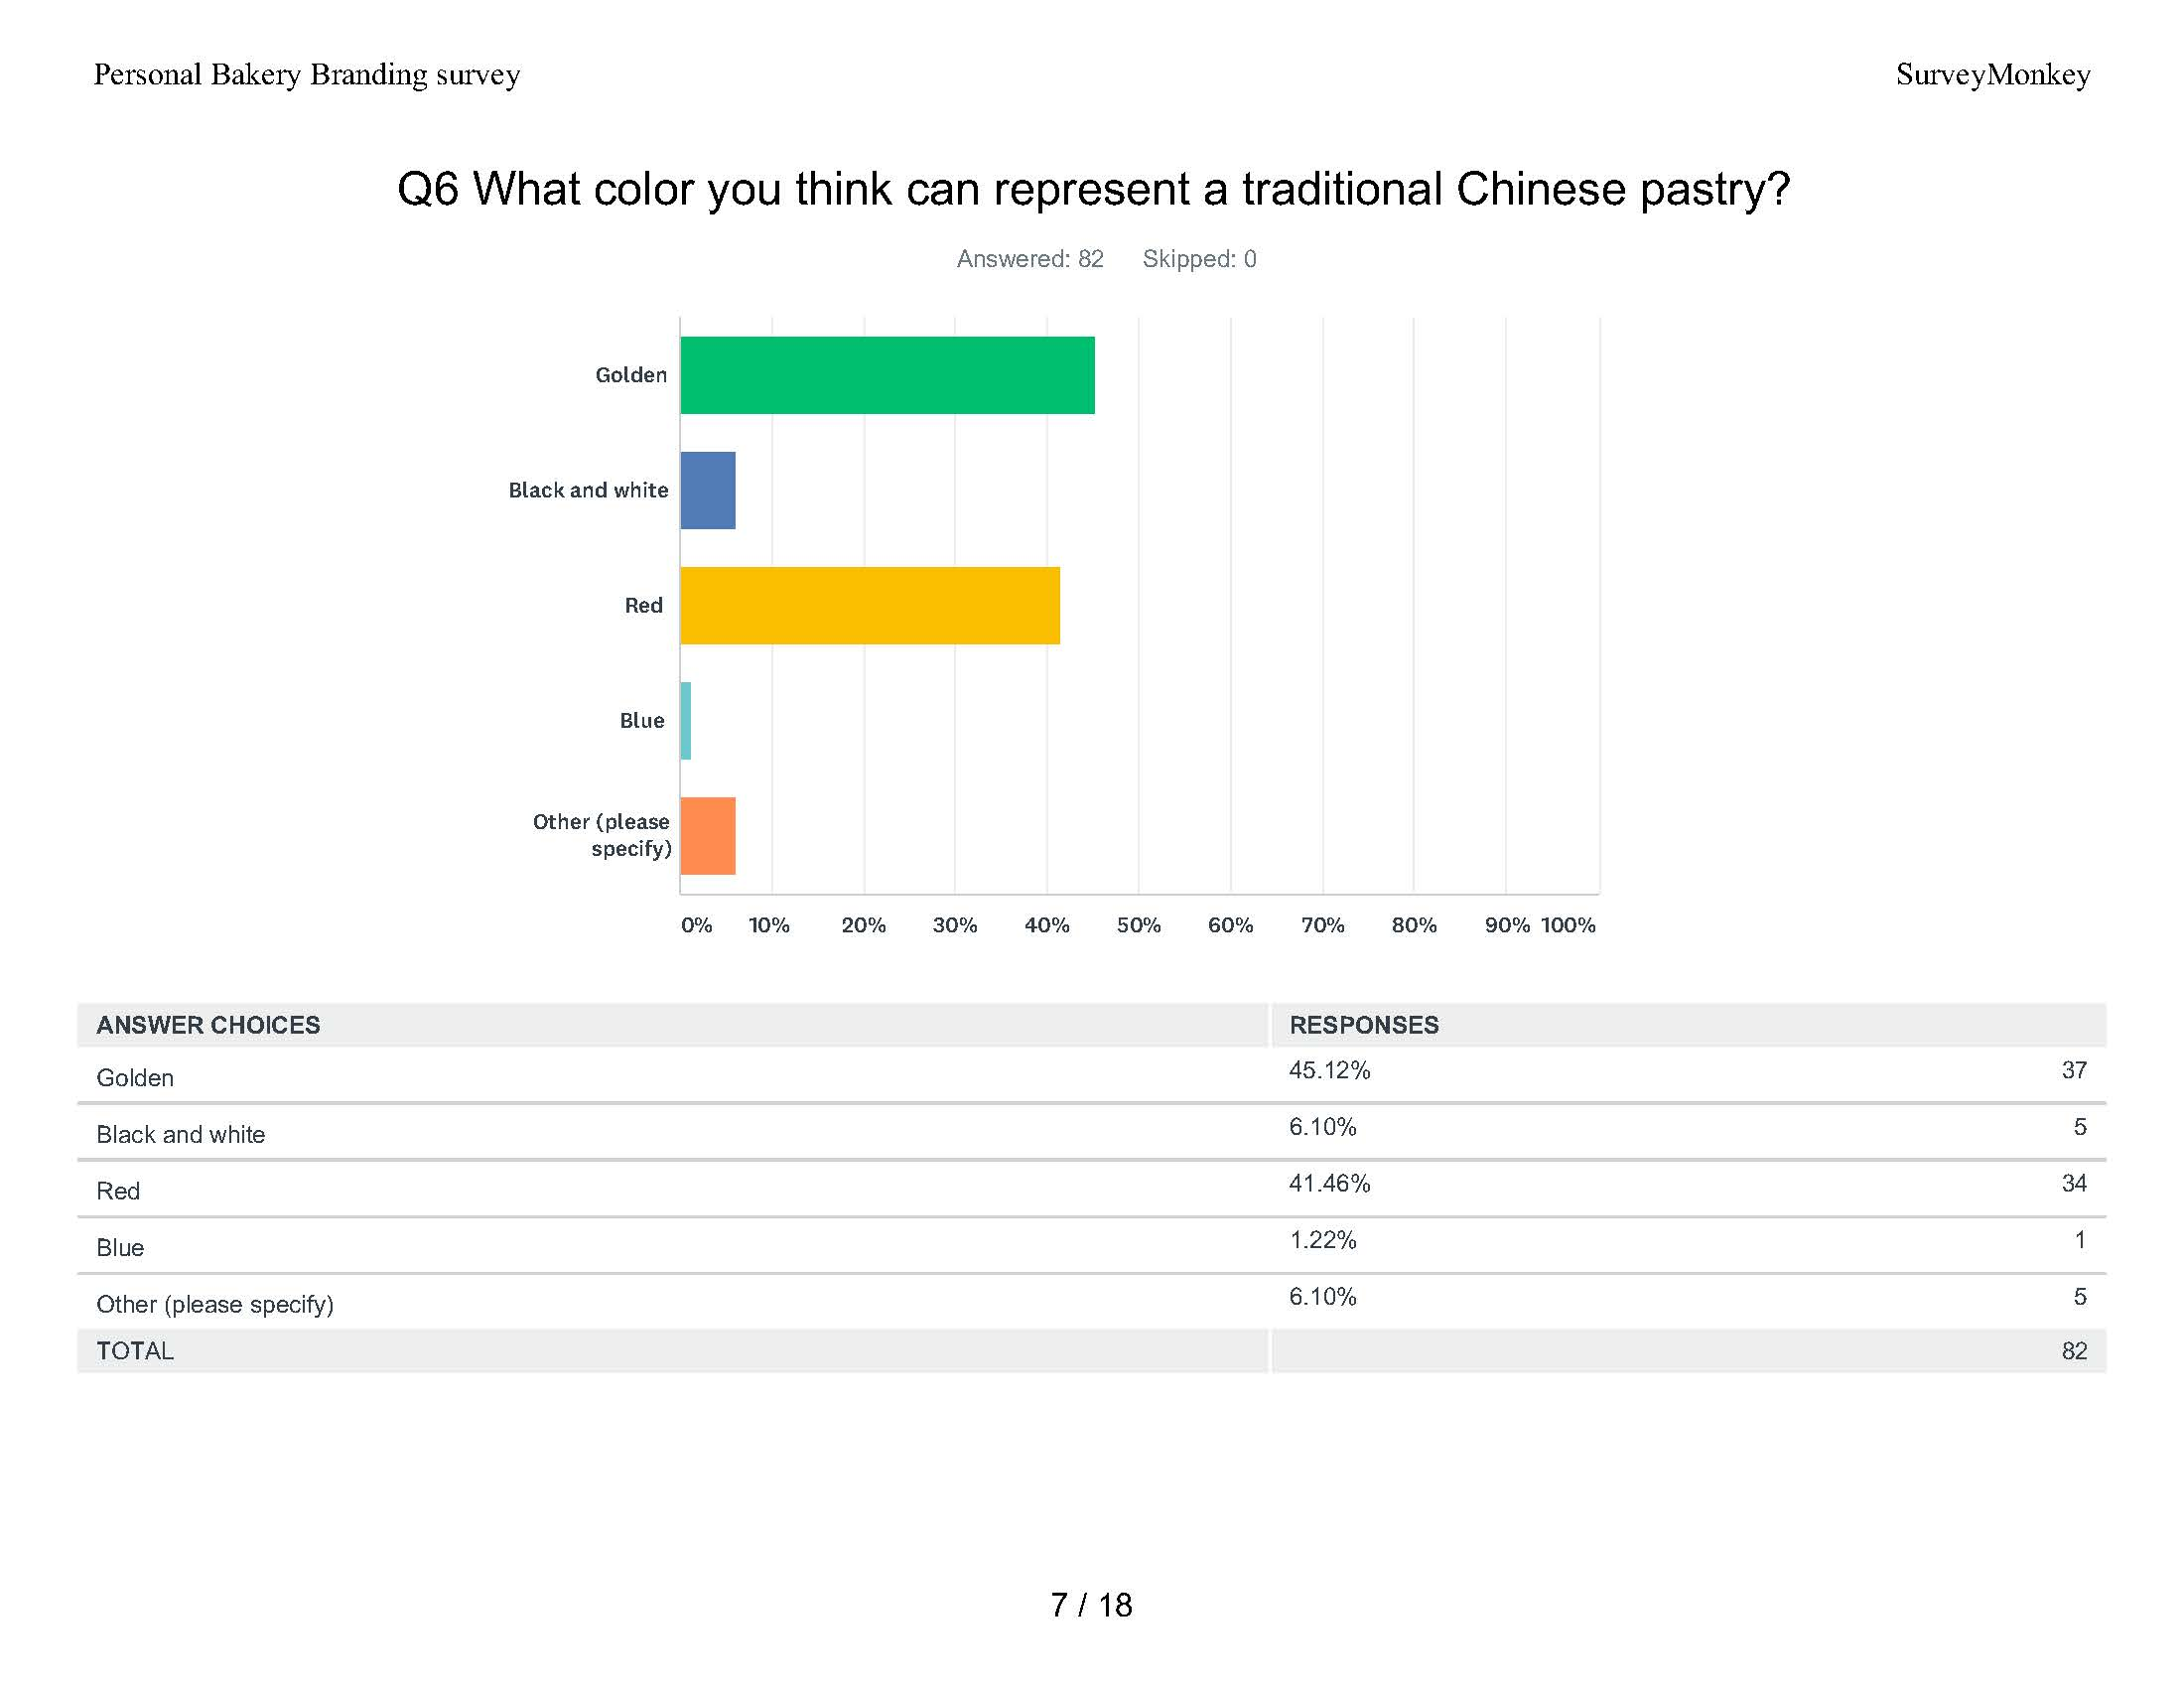 Personal Bakery Branding survey SurveyMonkey
Q6 What color you think can represent a traditional Chinese pastry?
Answered: 82 Skipped: 0
Golden
Black and white
Red
Blue
Other (please
specify)
0% 10% 20% 30% 40% 50% 60% 70% 80% 90% 100%
ANSWER CHOICES RESPONSES
Golden 45.12% 37
Black and white 6.10% 5
Red 41.46% 34
Blue 1.22% 1
Other (please specify) 6.10% 5
TOTAL 82
7 / 18